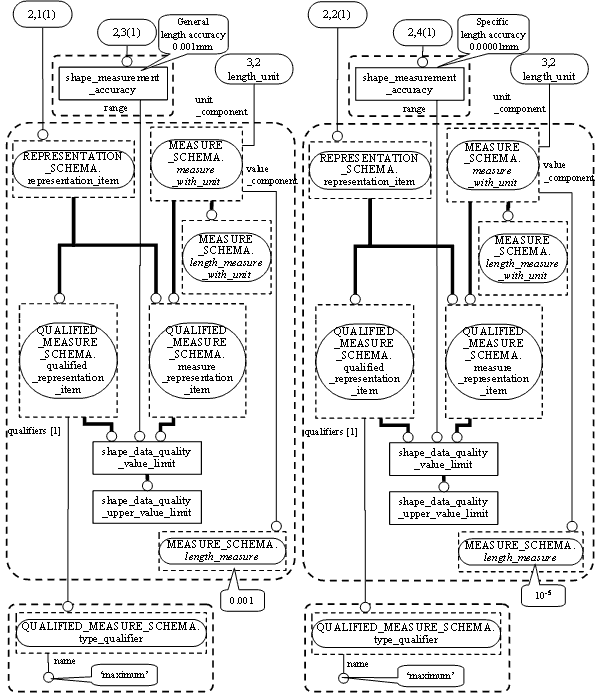 2,1(1)
2,3(1)
General
length accuracy
0.001mm
3,2
length_unit
shape_measurement
_accuracy
range
unit
_component
REPRESENTATION
_SCHEMA.
representation_item
MEASURE
_SCHEMA.
measure
_with_unit
value
_component
MEASURE
_SCHEMA.
length_measure
_with_unit
QUALIFIED
_MEASURE
_SCHEMA.
qualified
_representation
_item
QUALIFIED
_MEASURE
_SCHEMA.
measure
_representation
_item
qualifiers [1]
shape_data_quality
_value_limit
shape_data_quality
_upper_value_limit
MEASURE_SCHEMA.
length_measure
0.001
QUALIFIED_MEASURE_SCHEMA.
type_qualifier
name
‘maximum’
2,2(1)
2,4(1)
Specific
length accuracy
0.00001mm
3,2
length_unit
shape_measurement
_accuracy
range
unit
_component
REPRESENTATION
_SCHEMA.
representation_item
MEASURE
_SCHEMA.
measure
_with_unit
value
_component
MEASURE
_SCHEMA.
length_measure
_with_unit
QUALIFIED
_MEASURE
_SCHEMA.
qualified
_representation
_item
QUALIFIED
_MEASURE
_SCHEMA.
measure
_representation
_item
qualifiers [1]
shape_data_quality
_value_limit
shape_data_quality
_upper_value_limit
MEASURE_SCHEMA.
length_measure
10⁻⁵
QUALIFIED_MEASURE_SCHEMA.
type_qualifier
name
‘maximum’